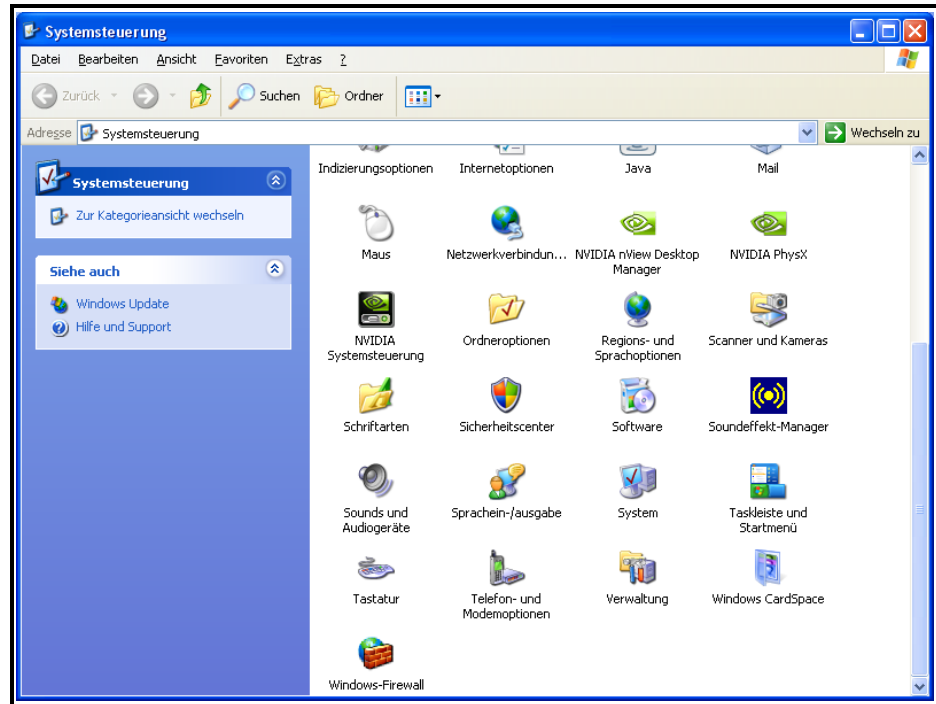 Systemsteuerung
Datei Bearbeiten Ansicht Favoriten Extras ?
Zurück Suchen Ordner
Adresse Systemsteuerung Wechseln zu
Systemsteuerung
Zur Kategorieansicht wechseln
Siehe auch
Windows Update
Hilfe und Support
Indizierungsoptionen Internetoptionen Java Mail
Maus Netzwerkverbindun... NVIDIA nView Desktop NVIDIA PhysX
Manager
NVIDIA Ordneroptionen Regions- und Scanner und Kameras
Systemsteuerung Sprachoptionen
Schriftarten Sicherheitscenter Software Soundeffekt-Manager
Sounds und Sprachein-/ausgabe System Taskleiste und
Audiogeräte Startmenü
Tastatur Telefon- und Verwaltung Windows CardSpace
Modemoptionen
Windows-Firewall